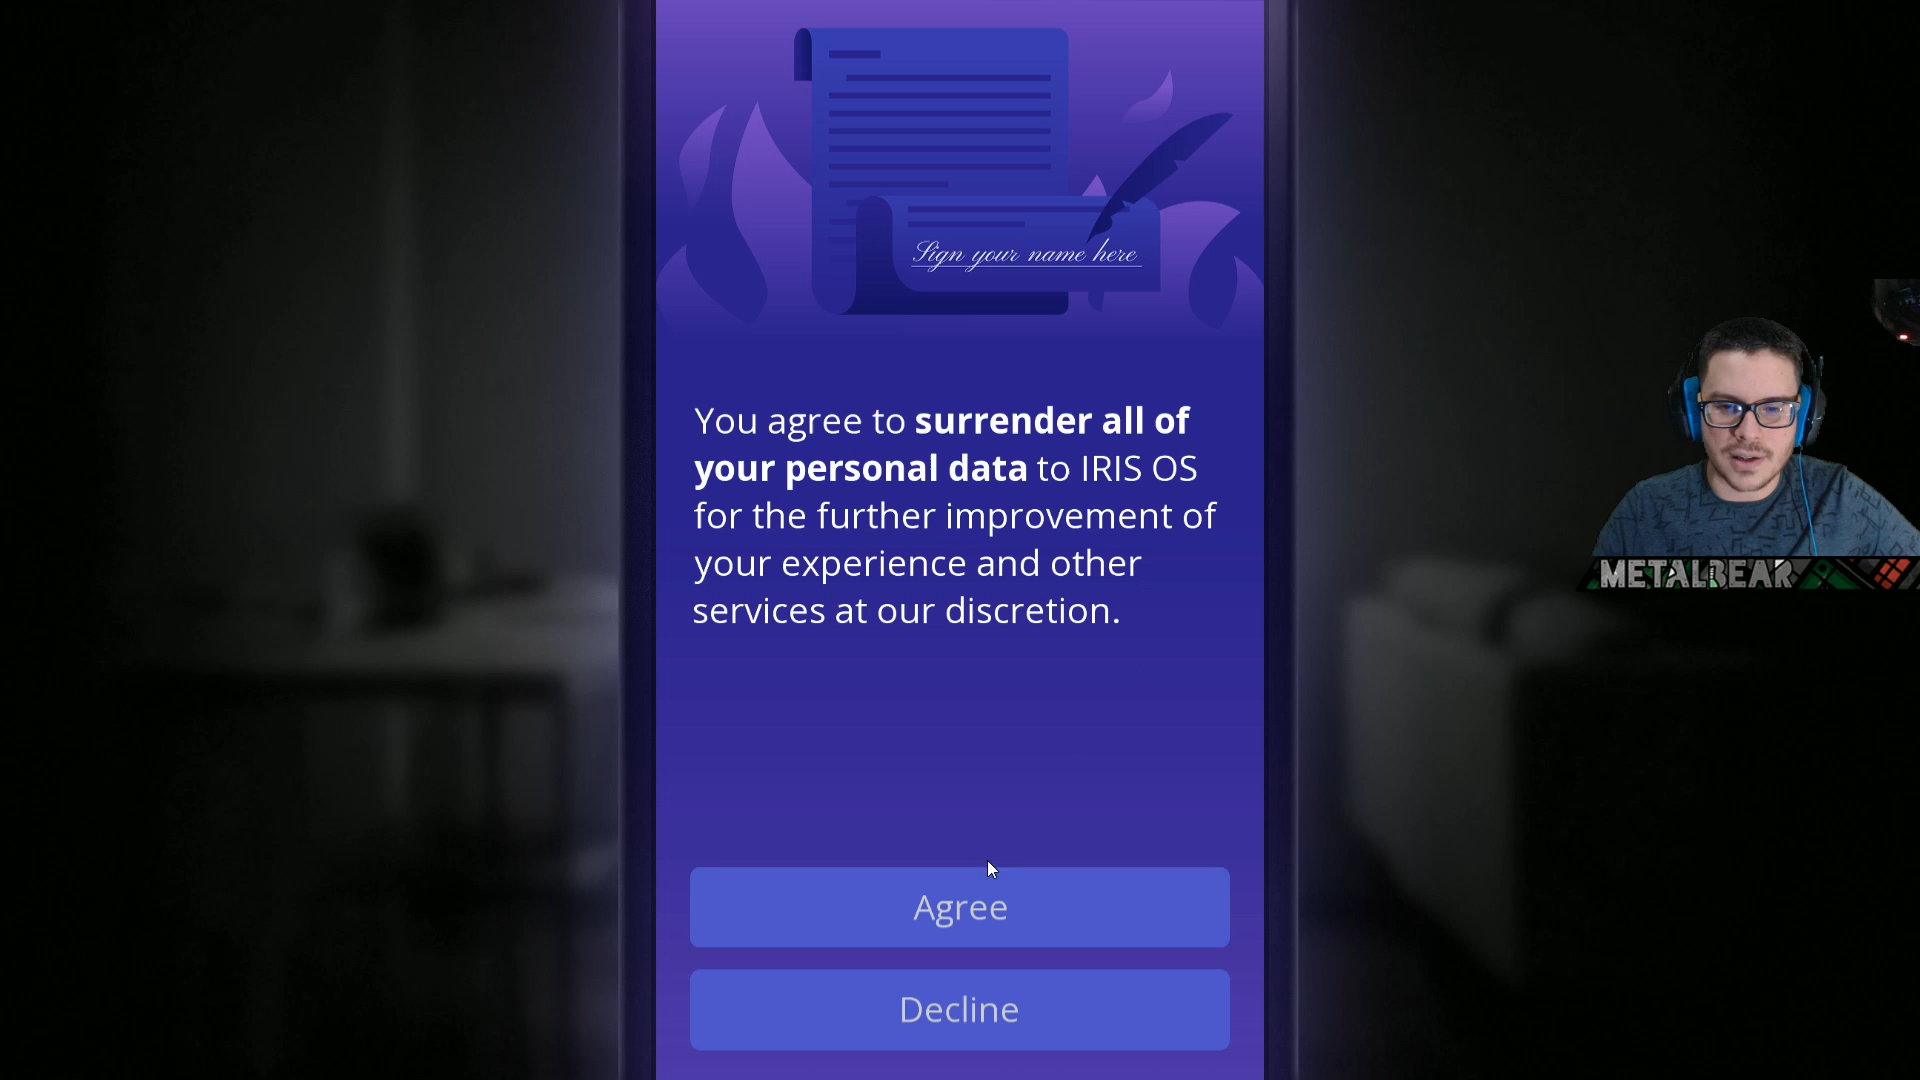 Sign your name here
You agree to surrender all of
your personal data to IRIS OS
for the further improvement of
your experience and other
services at our discretion.
Agree
Decline
METALBEAR